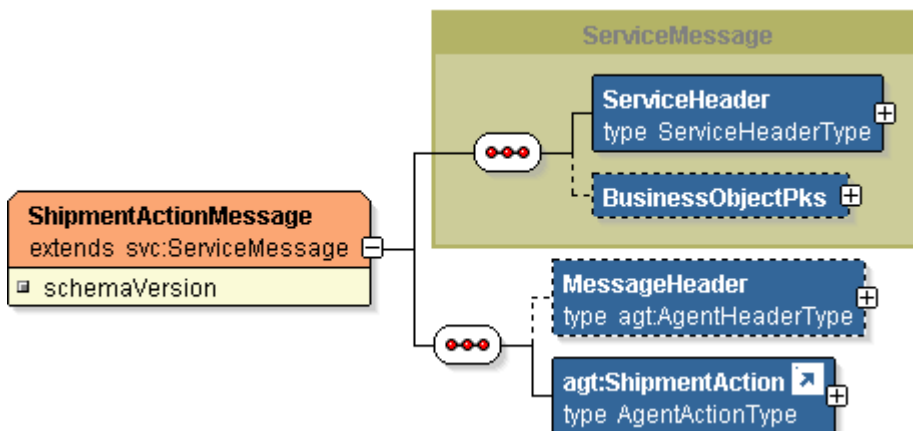 ServiceMessage
ServiceHeader
type ServiceHeaderType
BusinessObjectPks
ShipmentActionMessage
extends svc:ServiceMessage
schemaVersion
MessageHeader
type agt:AgentHeaderType
agt:ShipmentAction
type AgentActionType